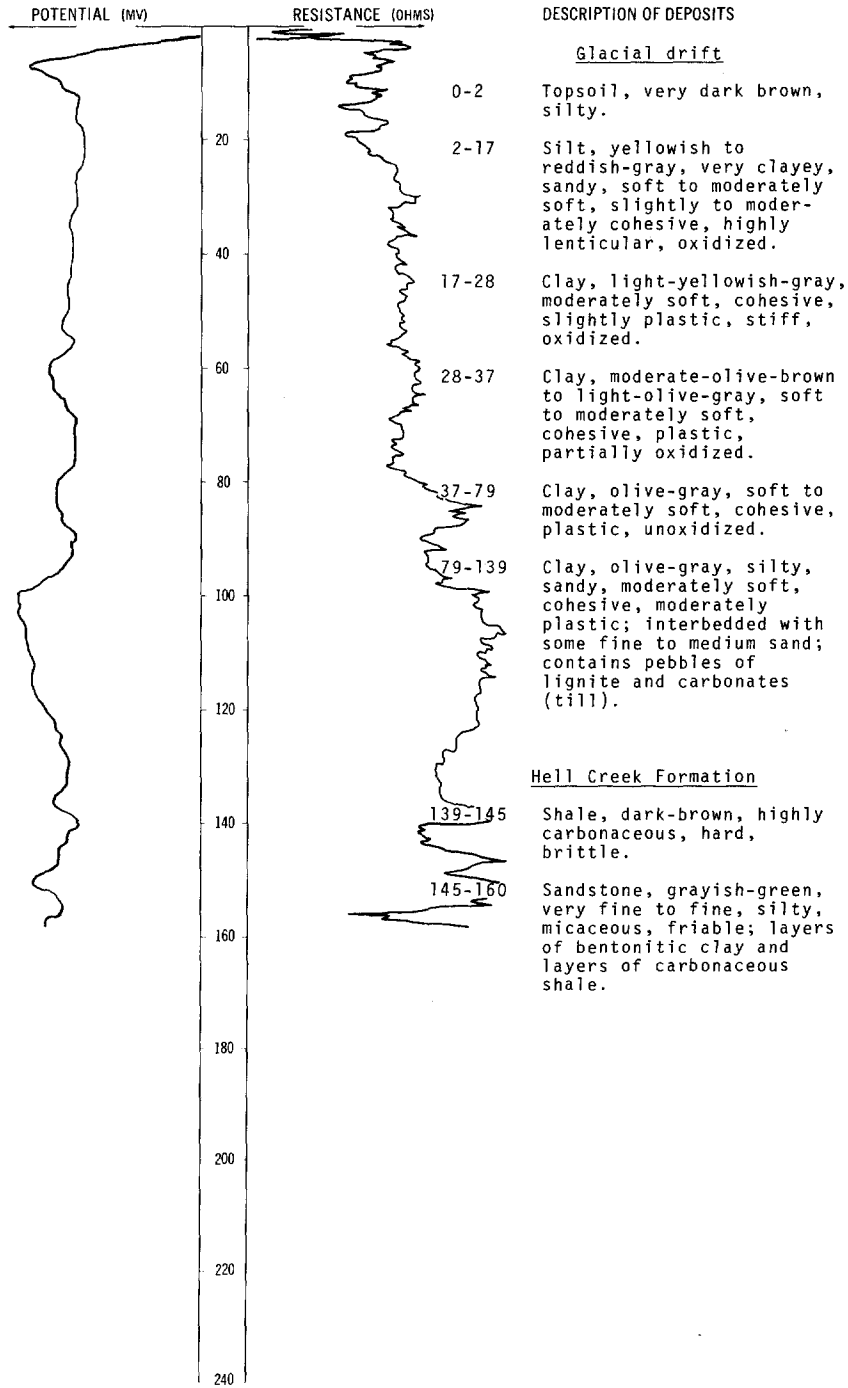 POTENTIAL (MV)
RESISTANCE (OHMS)
DESCRIPTION OF DEPOSITS
Glacial drift
0-2 Topsoil, very dark brown,
silty.
2-17 Silt, yellowish to
reddish-gray, very clayey,
sandy, soft to moderately
soft, slightly to moder-
ately cohesive, highly
lenticular, oxidized.
17-28 Clay, light-yellowish-gray,
moderately soft, cohesive,
slightly plastic, stiff,
oxidized.
28-37 Clay, moderate-olive-brown
to light-olive-gray, soft
to moderately soft,
cohesive, plastic,
partially oxidized.
37-79 Clay, olive-gray, soft to
moderately soft, cohesive,
plastic, unoxidized.
79-139 Clay, olive-gray, silty,
sandy, moderately soft,
cohesive, moderately
plastic; interbedded with
some fine to medium sand;
contains pebbles of
lignite and carbonates
(till).
Hell Creek Formation
139-145 Shale, dark-brown, highly
carbonaceous, hard,
brittle.
145-160 Sandstone, grayish-green,
very fine to fine, silty,
micaceous, friable; layers
of bentonitic clay and
layers of carbonaceous
shale.
20
40
60
80
100
120
140
160
180
200
220
240